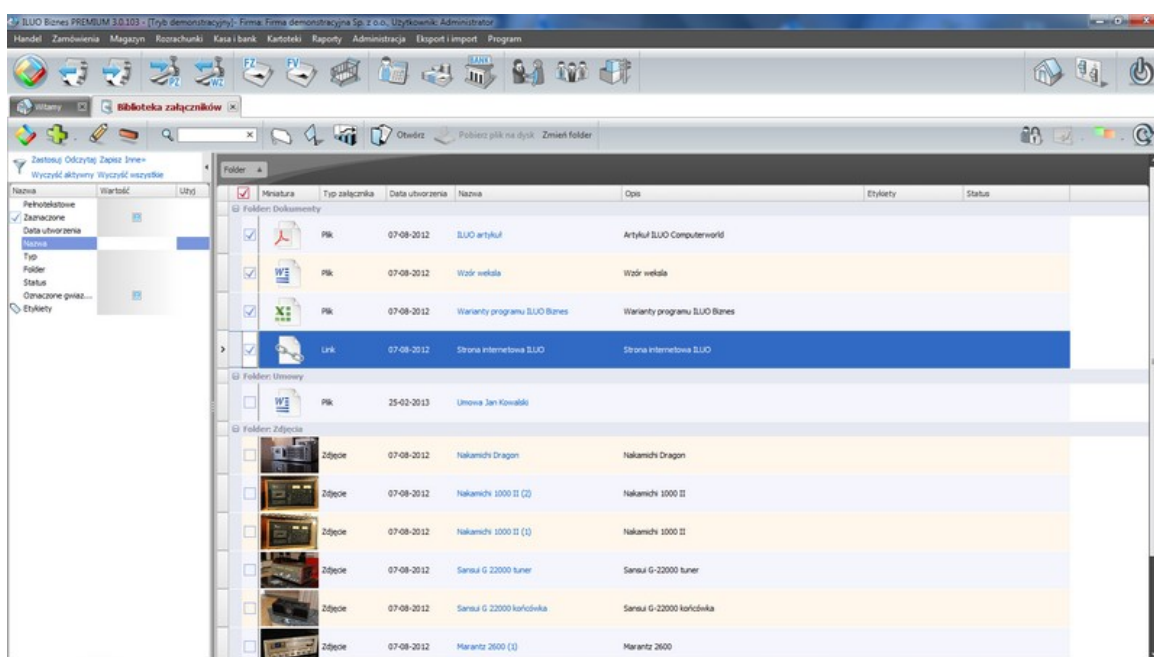 ILUO Biznes PREMIUM 3.0.103 - [Tryb demonstracyjny]- Firma: Firma demonstracyjna Sp. z o.o., Użytkownik: Administrator
Handel Zamówienia Magazyn Rozrachunki Kasa i bank Kartoteki Raporty Administracja Eksport i import Program
PZ WZ FZ FV BANK
Witamy Biblioteka załączników
Otwórz Pobierz plik na dysk Zmień folder
Zastosuj Odczytaj Zapisz Inne»
Wyczyść aktywny Wyczyść wszystkie
Nazwa Wartość Użyj
Pełnotekstowe
Zaznaczone
Data utworzenia
Nazwa
Typ
Folder
Status
Oznaczone gwiaz...
Etykiety
Folder
Miniatura Typ załącznika Data utworzenia Nazwa Opis Etykiety Status
Folder: Dokumenty
Plik 07-08-2012 ILUO artykuł Artykuł ILUO Computerworld
Plik 07-08-2012 Wzór weksla Wzór weksla
Plik 07-08-2012 Warianty programu ILUO Biznes Warianty programu ILUO Biznes
Link 07-08-2012 Strona internetowa ILUO Strona internetowa ILUO
Folder: Umowy
Plik 25-02-2013 Umowa Jan Kowalski
Folder: Zdjęcia
Zdjęcie 07-08-2012 Nakamichi Dragon Nakamichi Dragon
Zdjęcie 07-08-2012 Nakamichi 1000 II (2) Nakamichi 1000 II
Zdjęcie 07-08-2012 Nakamichi 1000 II (1) Nakamichi 1000 II
Zdjęcie 07-08-2012 Sansui G 22000 tuner Sansui G-22000 tuner
Zdjęcie 07-08-2012 Sansui G 22000 końcówka Sansui G-22000 końcówka
Zdjęcie 07-08-2012 Marantz 2600 (1) Marantz 2600